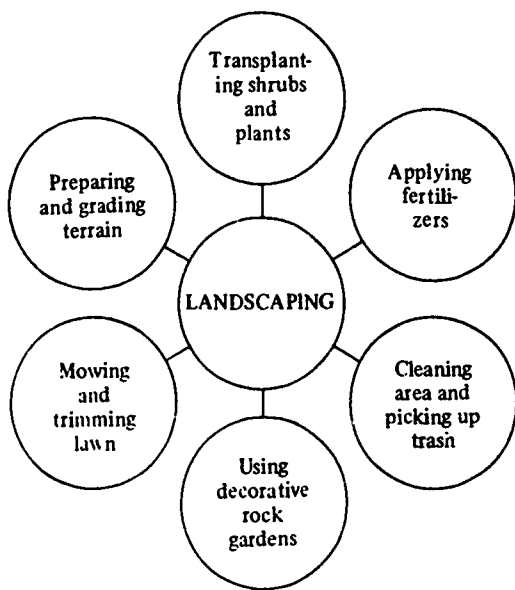 Transplant-
ing shrubs
and
plants
Applying
fertili-
zers
Cleaning
area and
picking up
trash
Using
decorative
rock
gardens
Mowing
and
trimming
lawn
Preparing
and grading
terrain
LANDSCAPING